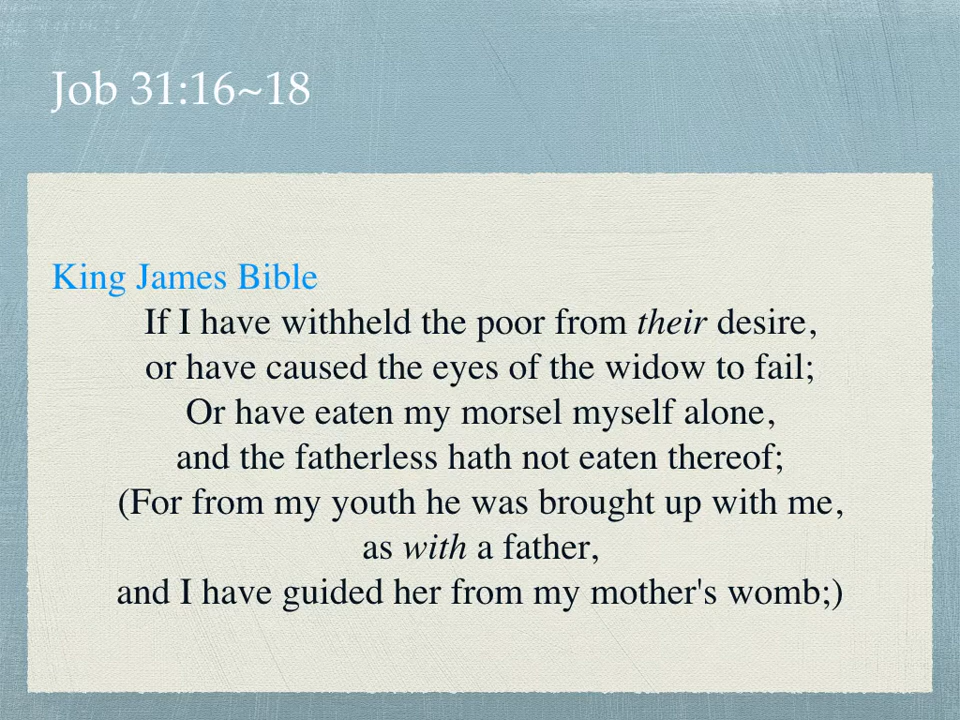 Job 31:16~18
King James Bible
If I have withheld the poor from their desire,
or have caused the eyes of the widow to fail;
Or have eaten my morsel myself alone,
and the fatherless hath not eaten thereof;
(For from my youth he was brought up with me,
as with a father,
and I have guided her from my mother's womb;)